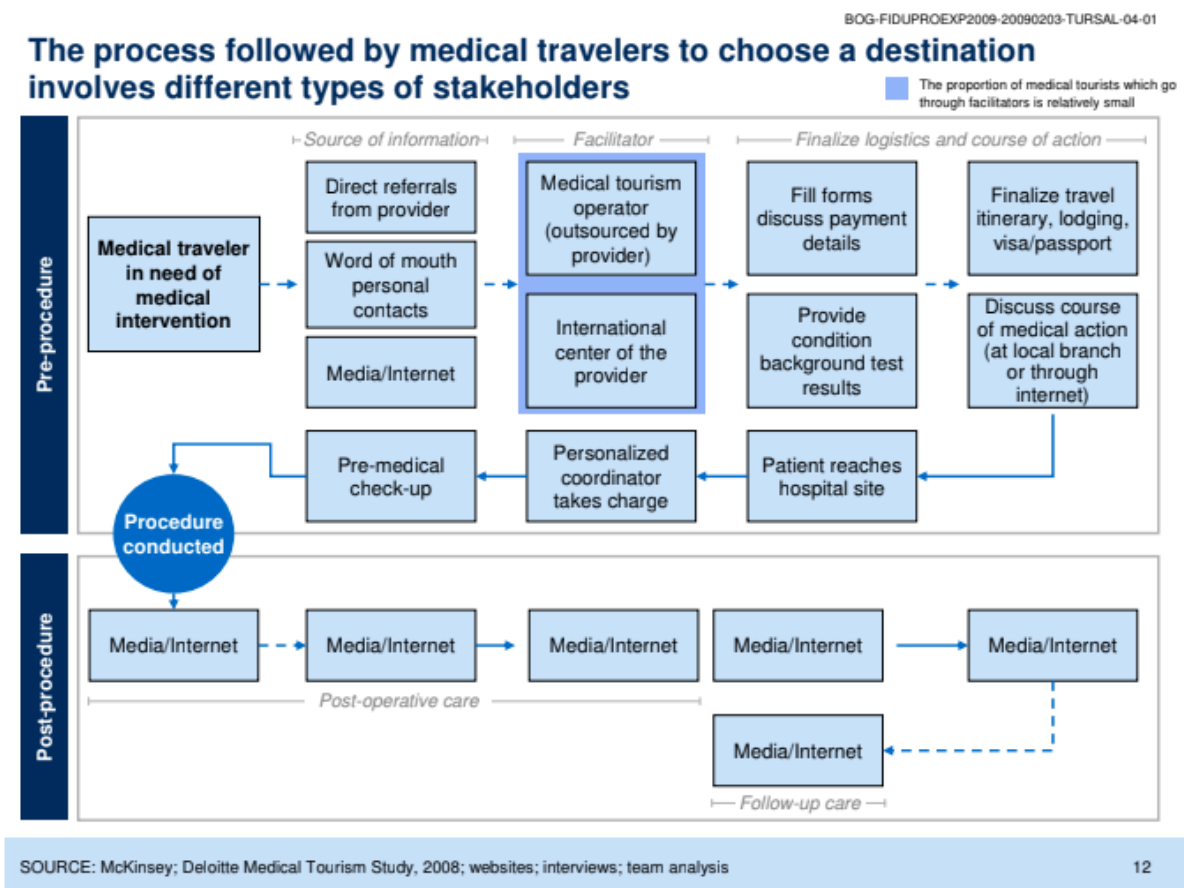 BOG-FIDUPROEXP2009-20090203-TURSAL-04-01
The process followed by medical travelers to choose a destination
involves different types of stakeholders
The proportion of medical tourists which go
through facilitators is relatively small
Pre-procedure
Source of information
Facilitator
Finalize logistics and course of action
Medical traveler
in need of
medical
intervention
Direct referrals
from provider
Word of mouth
personal
contacts
Media/Internet
Medical tourism
operator
(outsourced by
provider)
International
center of the
provider
Fill forms
discuss payment
details
Provide
condition
background test
results
Finalize travel
itinerary, lodging,
visa/passport
Discuss course
of medical action
(at local branch
or through
internet)
Pre-medical
check-up
Personalized
coordinator
takes charge
Patient reaches
hospital site
Procedure
conducted
Post-procedure
Media/Internet
Media/Internet
Media/Internet
Media/Internet
Media/Internet
Post-operative care
Media/Internet
Follow-up care
SOURCE: McKinsey; Deloitte Medical Tourism Study, 2008; websites; interviews; team analysis
12